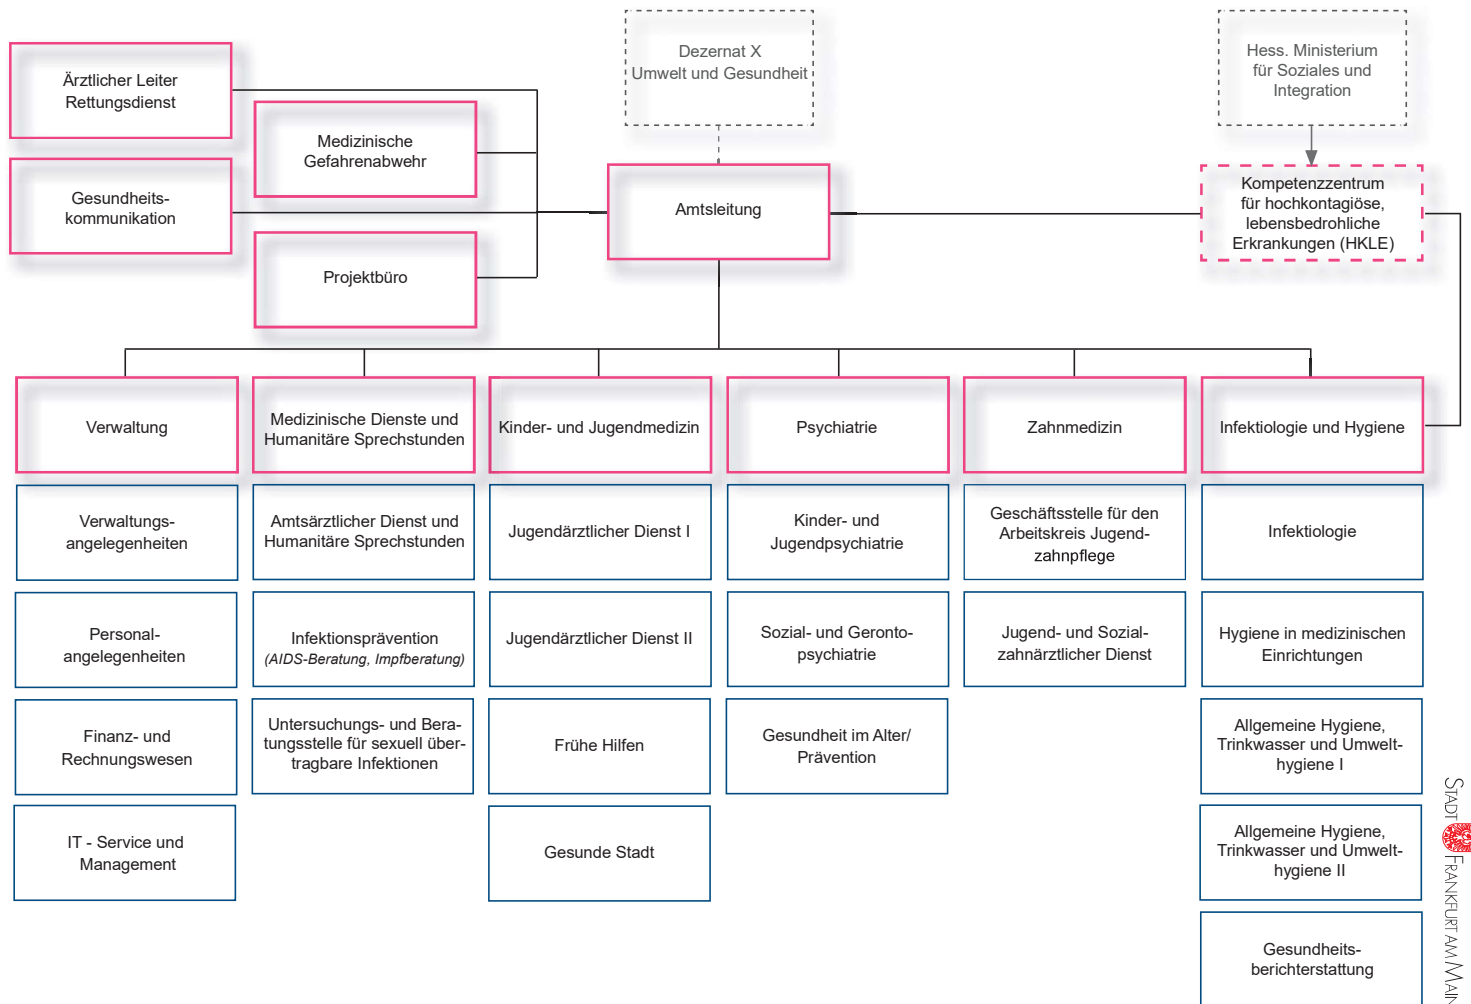 Dezernat X
Umwelt und Gesundheit
Hess. Ministerium
für Soziales und
Integration
Ärztlicher Leiter
Rettungsdienst
Medizinische
Gefahrenabwehr
Gesundheits-
kommunikation
Projektbüro
Amtsleitung
Kompetenzzentrum
für hochkontagiöse,
lebensbedrohliche
Erkrankungen (HKLE)
Verwaltung
Medizinische Dienste und
Humanitäre Sprechstunden
Kinder- und Jugendmedizin
Psychiatrie
Zahnmedizin
Infektiologie und Hygiene
Verwaltungs-
angelegenheiten
Amtsärztlicher Dienst und
Humanitäre Sprechstunden
Jugendärztlicher Dienst I
Kinder- und
Jugendpsychiatrie
Geschäftsstelle für den
Arbeitskreis Jugend-
zahnpflege
Infektiologie
Personal-
angelegenheiten
Infektionsprävention
(AIDS-Beratung, Impfberatung)
Jugendärztlicher Dienst II
Sozial- und Geronto-
psychiatrie
Jugend- und Sozial-
zahnärztlicher Dienst
Hygiene in medizinischen
Einrichtungen
Finanz- und
Rechnungswesen
Untersuchungs- und Bera-
tungsstelle für sexuell über-
tragbare Infektionen
Frühe Hilfen
Gesundheit im Alter/
Prävention
Allgemeine Hygiene,
Trinkwasser und Umwelt-
hygiene I
IT - Service und
Management
Gesunde Stadt
Allgemeine Hygiene,
Trinkwasser und Umwelt-
hygiene II
Gesundheits-
berichterstattung
STADT FRANKFURT AM MAIN